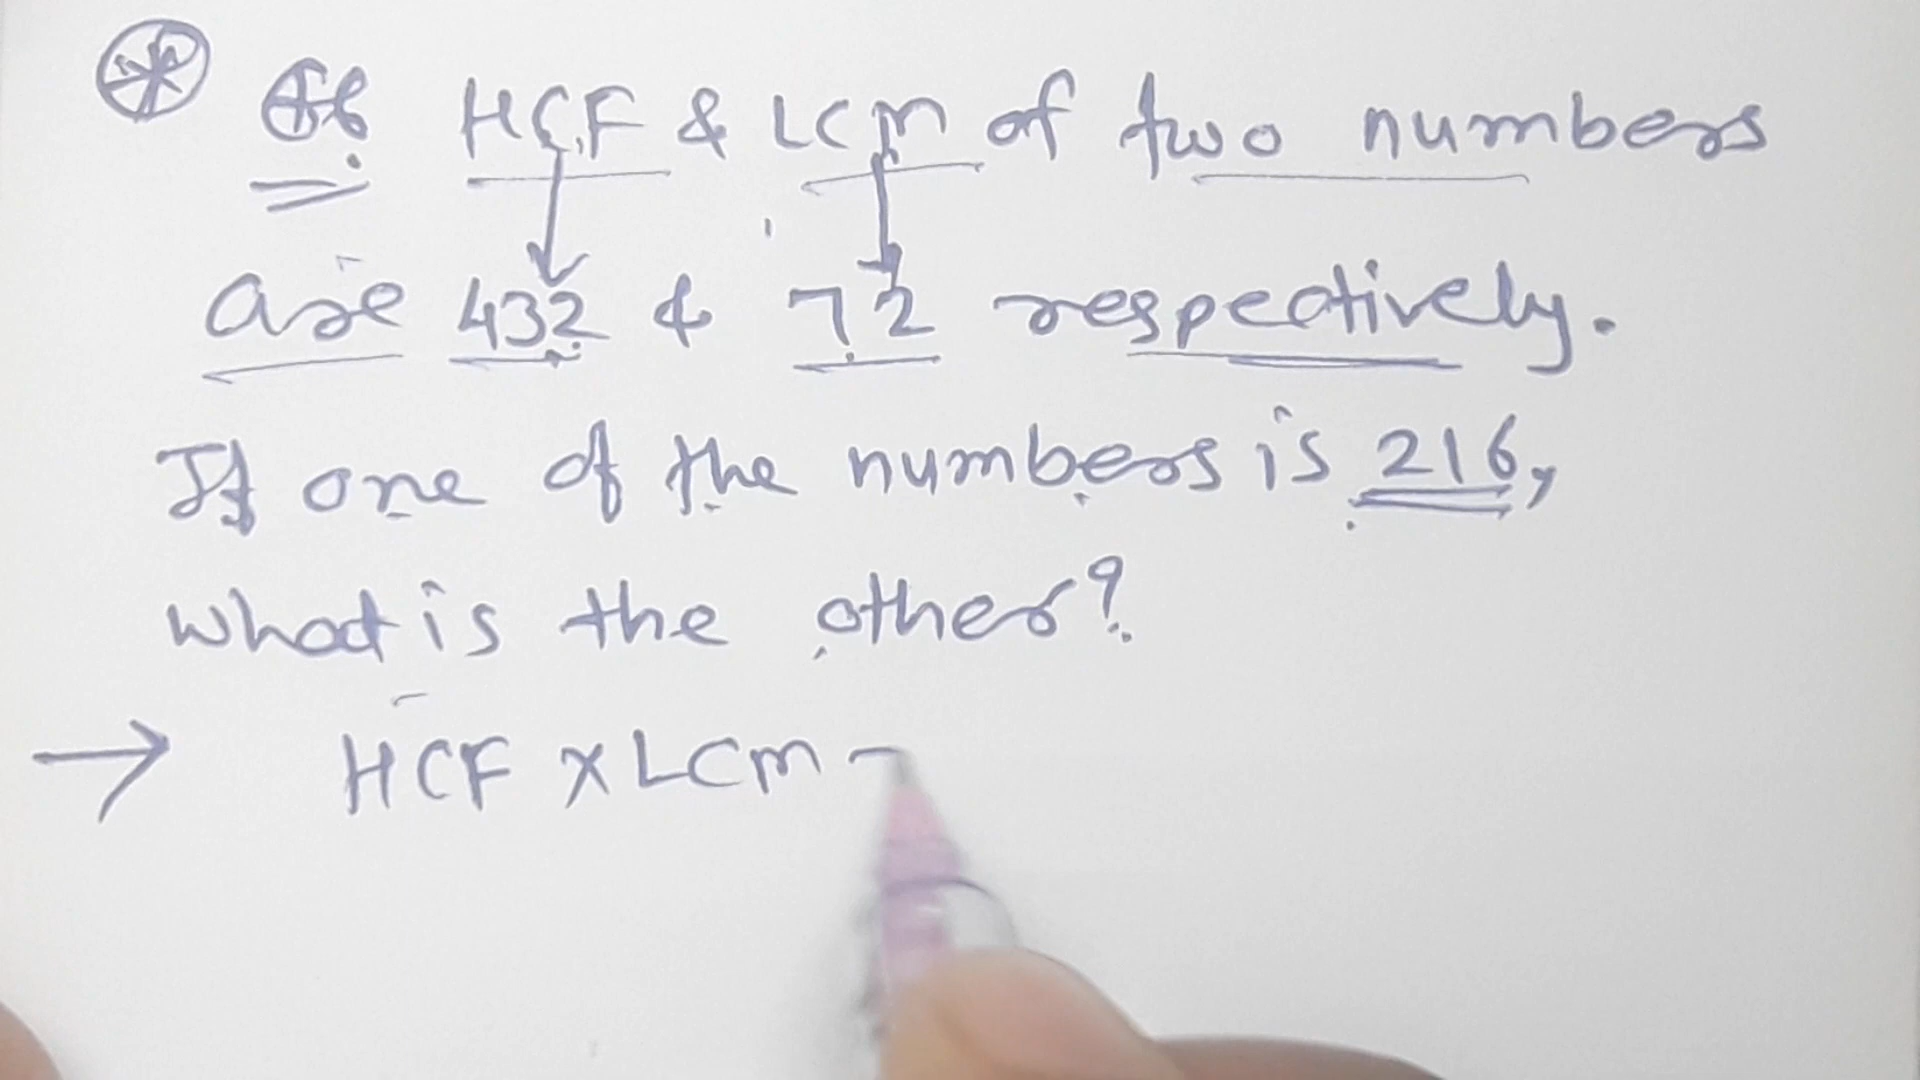 If HCF & LCM of two numbers
are 432 & 72 respectively.
If one of the numbers is 216,
what is the other?
→ HCF × LCM =